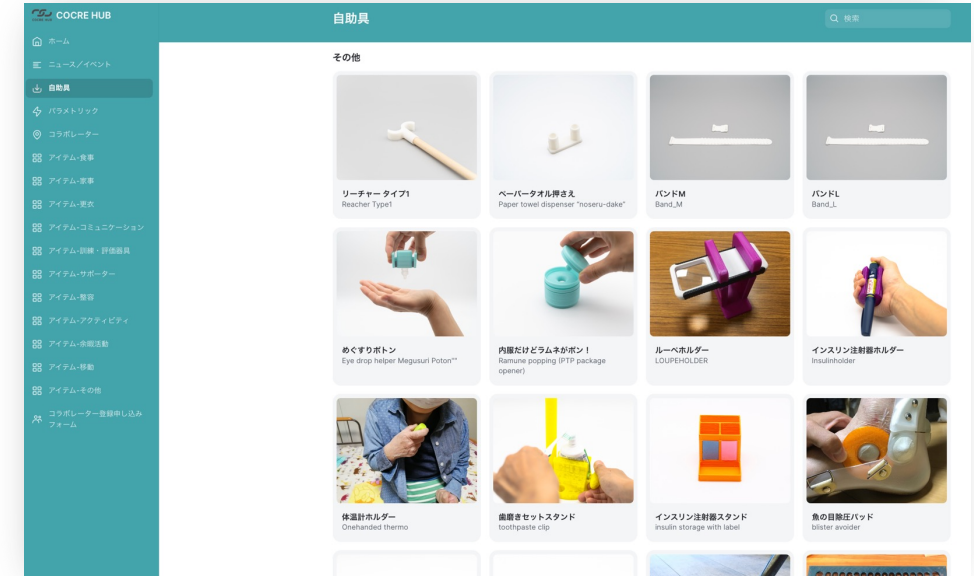 COCRE HUB
COCRE HUB
ホーム
ニュース／イベント
自助具
パラメトリック
コラボレーター
アイテム-食事
アイテム-家事
アイテム-更衣
アイテム-コミュニケーション
アイテム-訓練・評価器具
アイテム-サポーター
アイテム-整容
アイテム-アクティビティ
アイテム-余暇活動
アイテム-移動
アイテム-その他
コラボレーター登録申し込み
フォーム
自助具
検索
その他
リーチャー タイプ1
Reacher Type1
ペーパータオル押さえ
Paper towel dispenser "noseru-dake"
バンドM
Band_M
バンドL
Band_L
めぐすりポトン
Eye drop helper Megusuri Poton""
内服だけどラムネがポン！
Ramune popping (PTP package
opener)
ルーペホルダー
LOUPEHOLDER
インスリン注射器ホルダー
Insulinholder
体温計ホルダー
Onehanded thermo
歯磨きセットスタンド
toothpaste clip
インスリン注射器スタンド
insulin storage with label
魚の目除圧パッド
blister avoider